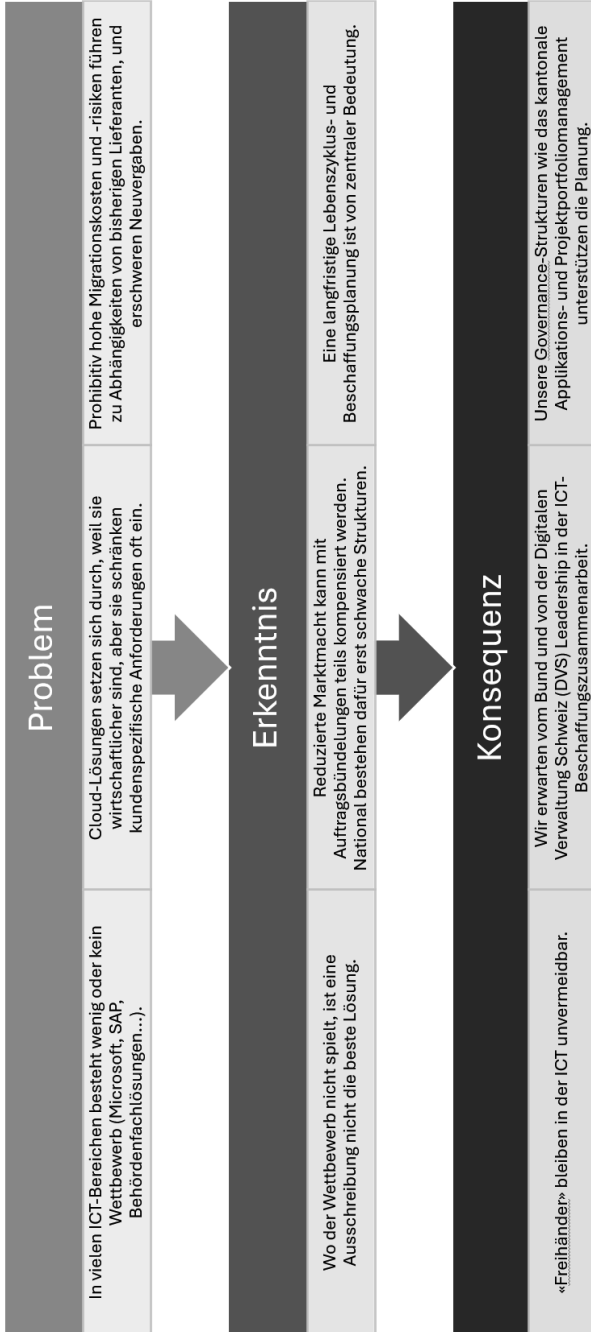 Problem
In vielen ICT-Bereichen besteht wenig oder kein
Wettbewerb (Microsoft, SAP,
Behördenfachlösungen...).
Cloud-Lösungen setzen sich durch, weil sie
wirtschaftlicher sind, aber sie schränken
kundenspezifische Anforderungen oft ein.
Prohibitiv hohe Migrationskosten und -risiken führen
zu Abhängigkeiten von bisherigen Lieferanten, und
erschweren Neuvergaben.
Erkenntnis
Wo der Wettbewerb nicht spielt, ist eine
Ausschreibung nicht die beste Lösung.
Reduzierte Marktmacht kann mit
Auftragsbündelungen teils kompensiert werden.
National bestehen dafür erst schwache Strukturen.
Eine langfristige Lebenszyklus- und
Beschaffungsplanung ist von zentraler Bedeutung.
Konsequenz
«Freihänder» bleiben in der ICT unvermeidbar.
Wir erwarten vom Bund und von der Digitalen
Verwaltung Schweiz (DVS) Leadership in der ICT-
Beschaffungszusammenarbeit.
Unsere Governance-Strukturen wie das kantonale
Applikations- und Projektportfoliomanagement
unterstützen die Planung.